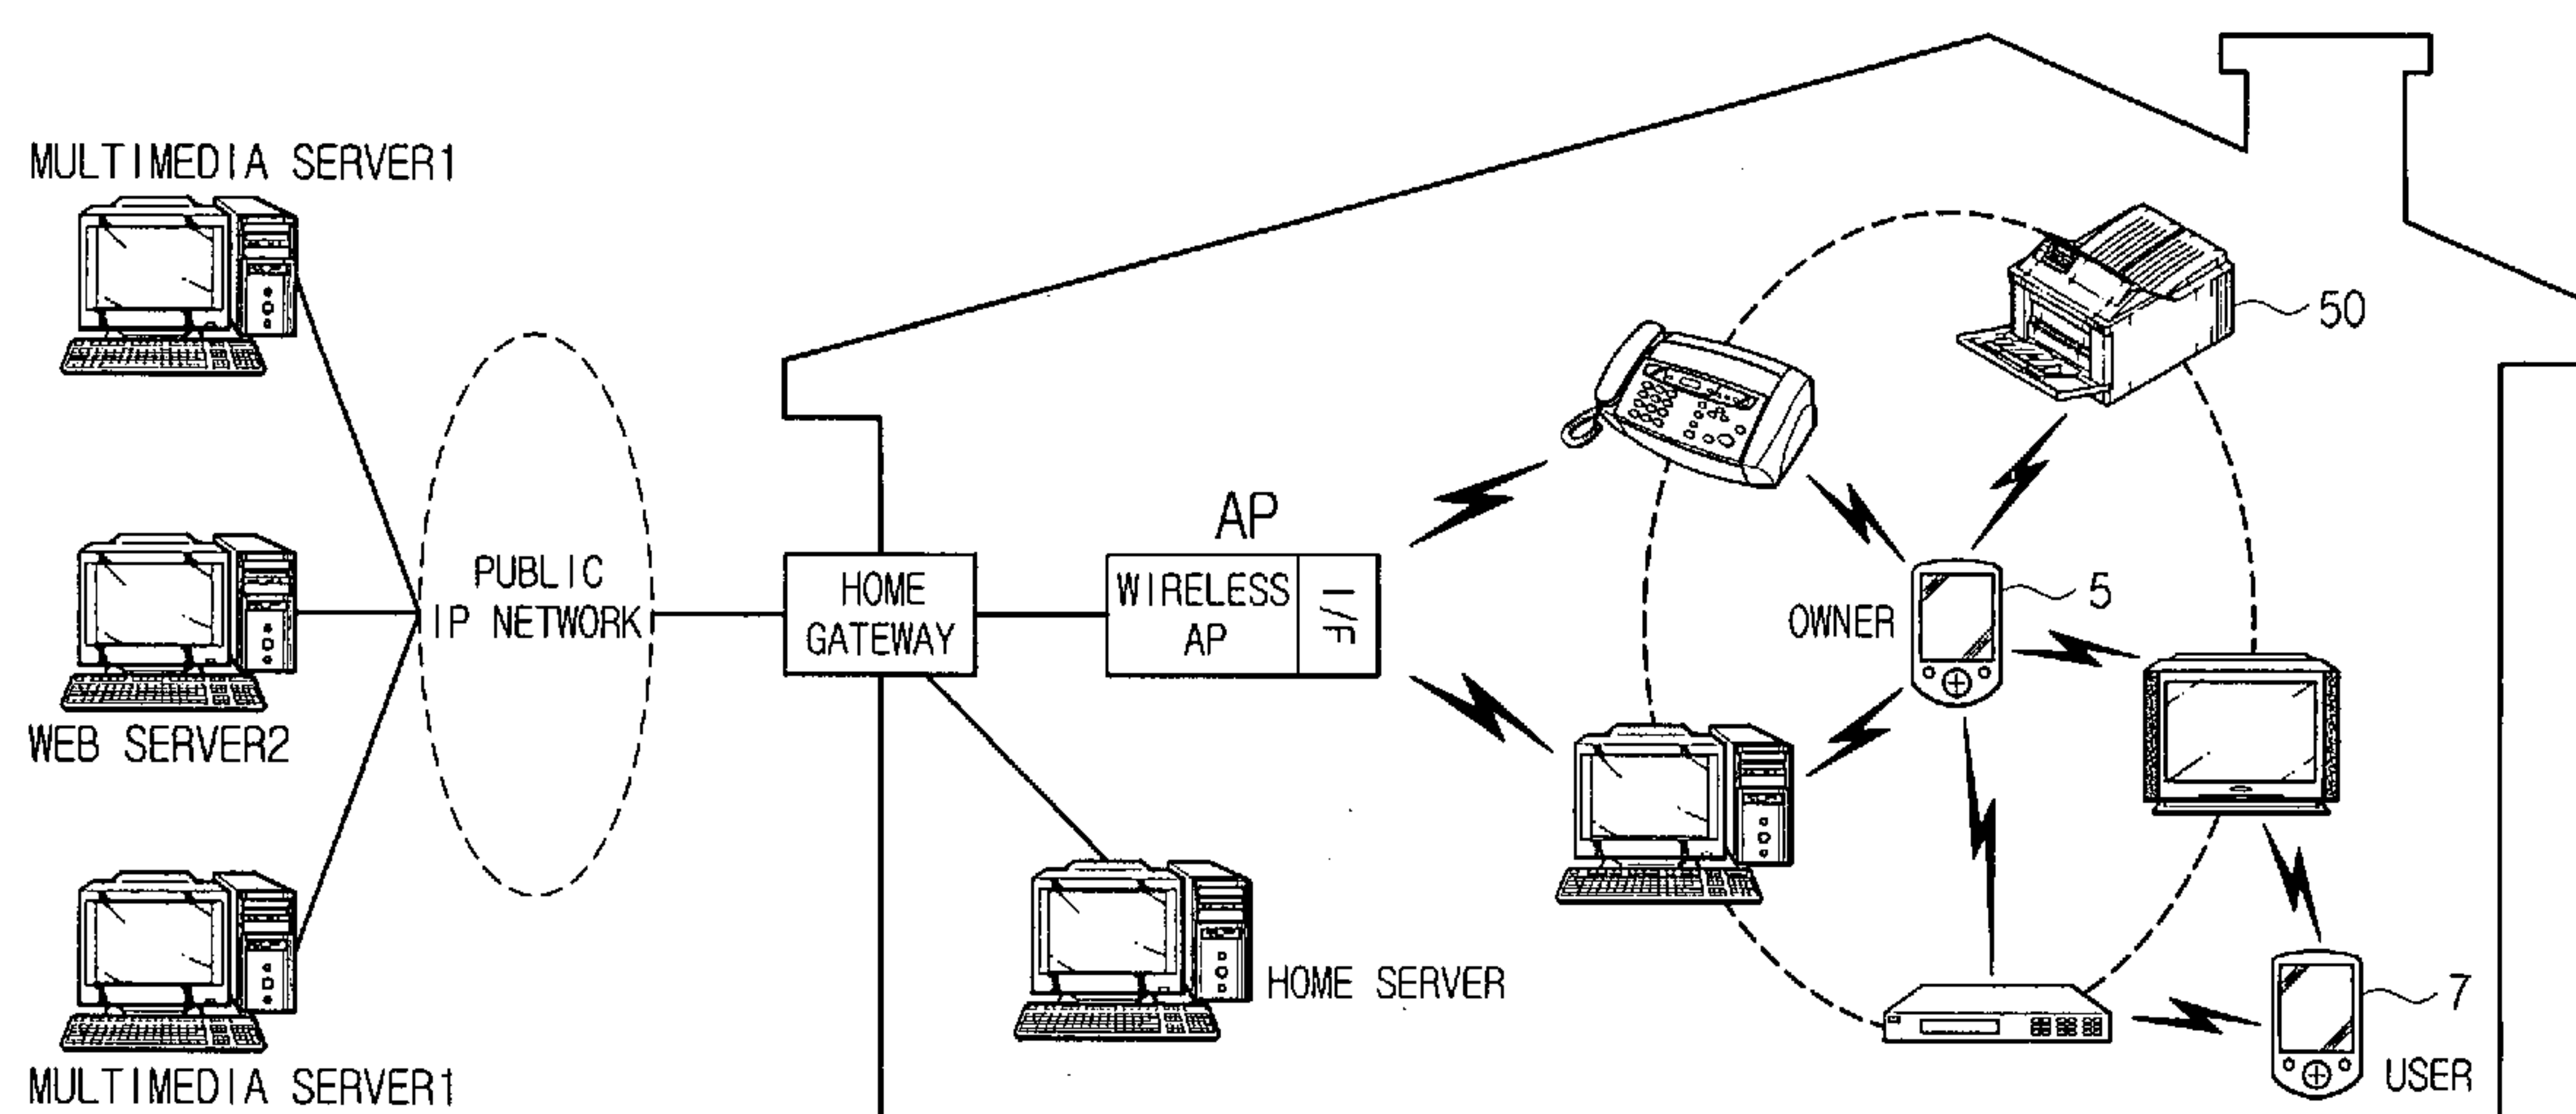 MULTIMEDIA SERVER1
WEB SERVER2
MULTIMEDIA SERVER1
PUBLIC
IP NETWORK
HOME
GATEWAY
AP
WIRELESS
AP
I/F
HOME SERVER
50
OWNER
5
7
USER